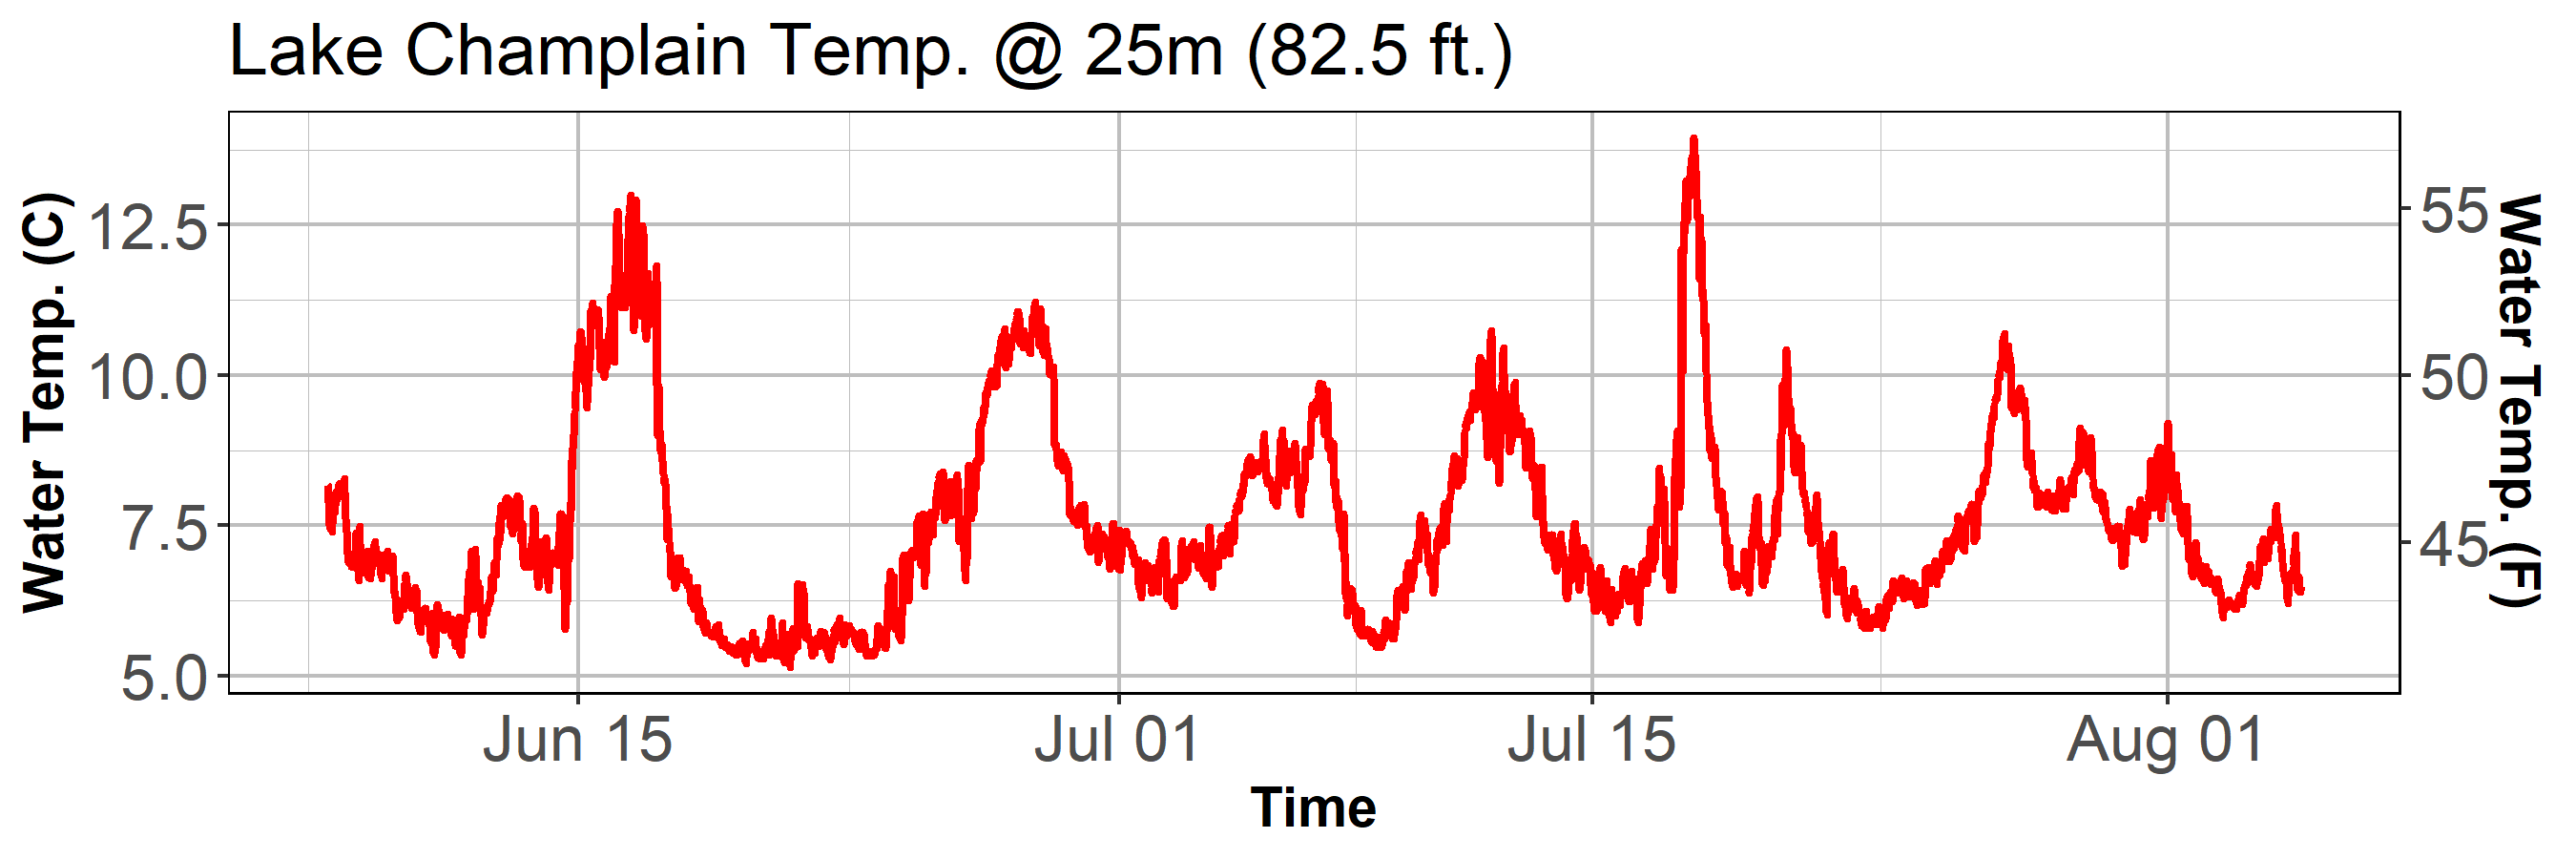 Lake Champlain Temp. @ 25m (82.5 ft.)
Water Temp. (C)
12.5
10.0
7.5
5.0
55
50
45
Water Temp. (F)
Jun 15
Jul 01
Jul 15
Aug 01
Time